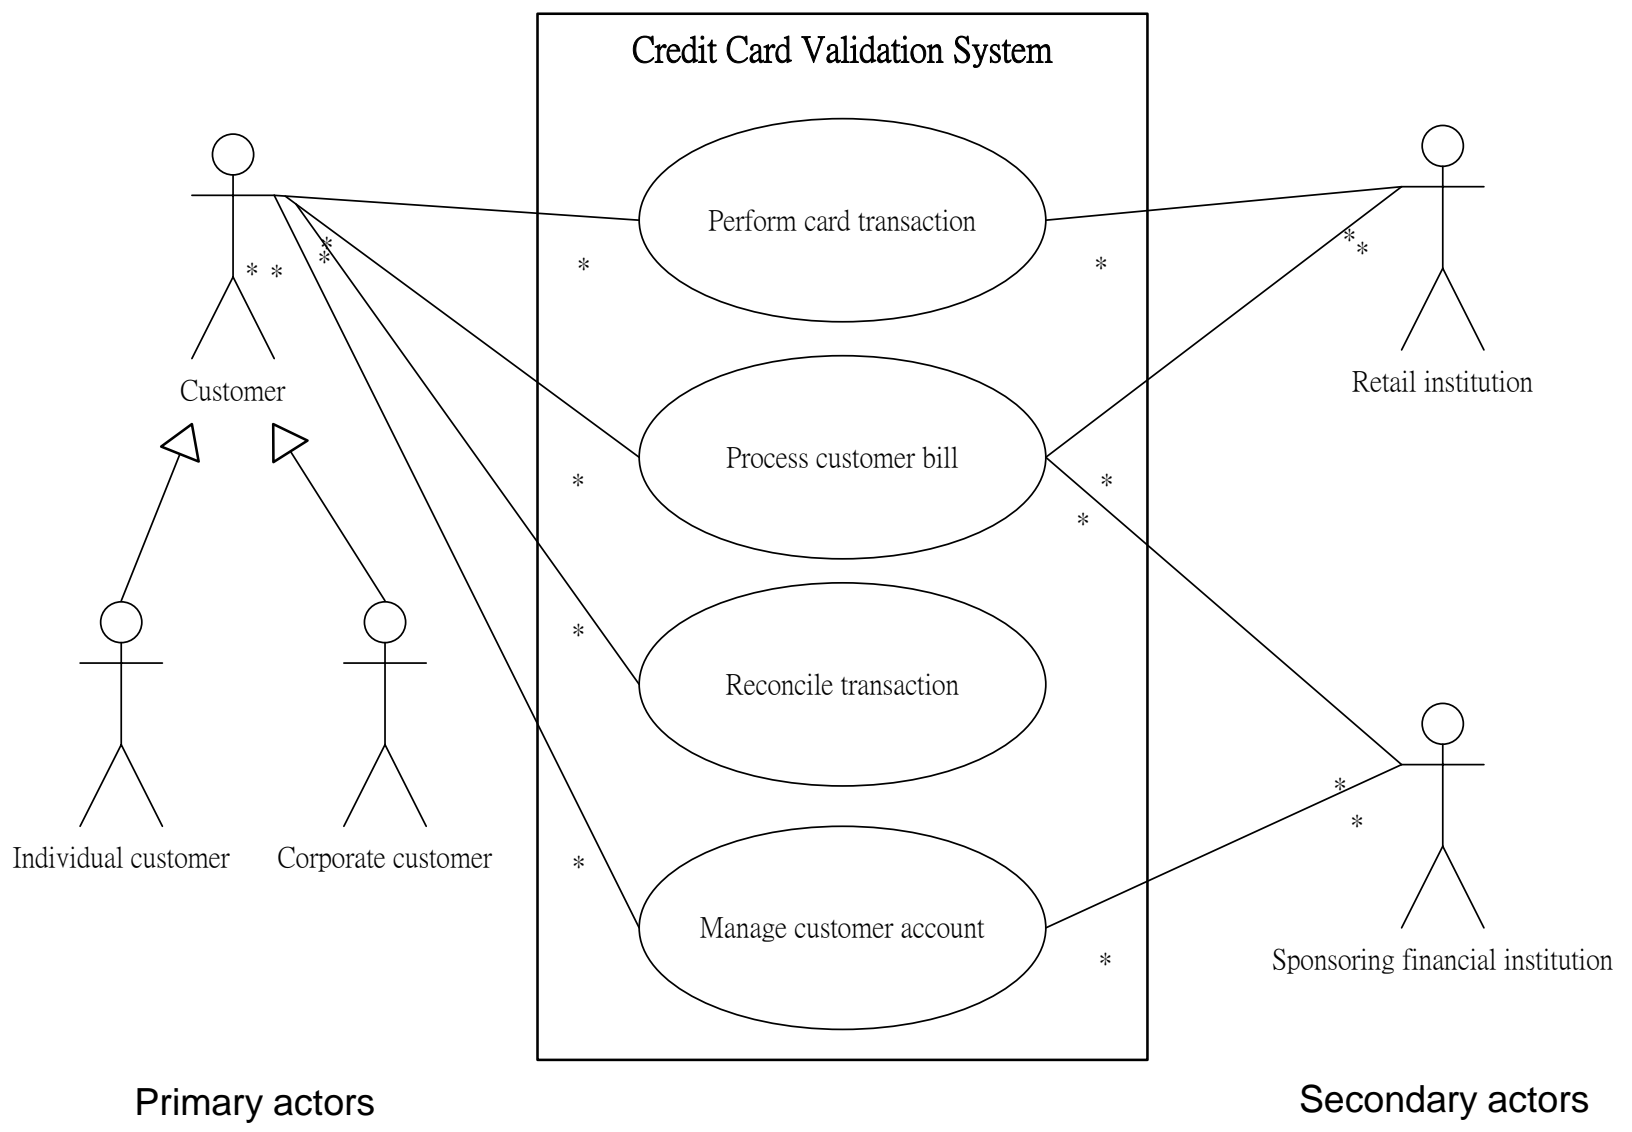 Credit Card Validation System
Perform card transaction
*
*
* *
*
*
*
*
Customer
Retail institution
Process customer bill
*
*
*
*
Reconcile transaction
*
*
Individual customer
Corporate customer
*
*
Manage customer account
*
Sponsoring financial institution
Primary actors
Secondary actors